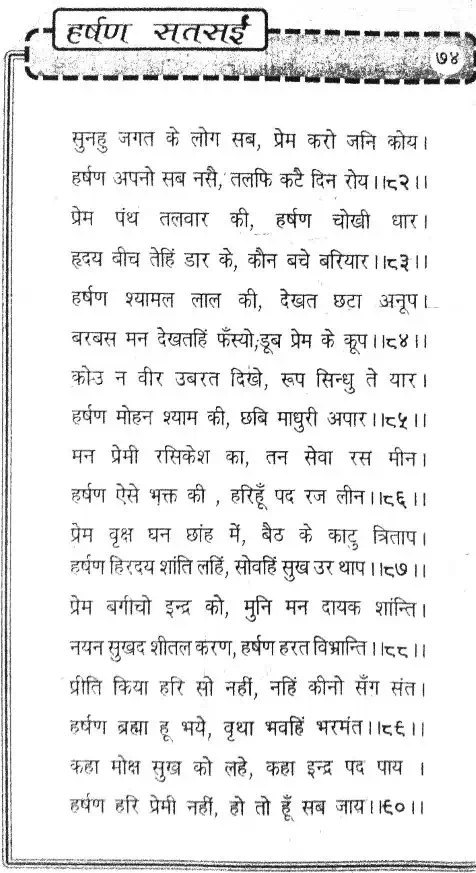 हर्षण सतसई
७४
सुनहु जगत के लोग सब, प्रेम करो जनि कोय।
हर्षण अपनो सब नसै, तलफि कटै दिन रोय।।८२।।
प्रेम पंथ तलवार की, हर्षण चोखी धार।
हृदय बीच तेहिं डार के, कौन बचे बरियार।।८३।।
हर्षण श्यामल लाल की, देखत छटा अनूप।
बरबस मन देखतहिं फँस्यो, डूब प्रेम के कूप।।८४।।
कोउ न वीर उबरत दिखे, रूप सिन्धु ते यार।
हर्षण मोहन श्याम की, छबि माधुरी अपार।।८५।।
मन प्रेमी रसिकेश का, तन सेवा रस मीन।
हर्षण ऐसे भक्त की , हरिहूँ पद रज लीन।।८६।।
प्रेम वृक्ष घन छांह में, बैठ के काटु त्रिताप।
हर्षण हिरदय शांति लहिं, सोवहिं सुख उर थाप।।८७।।
प्रेम बगीचो इन्द्र को, मुनि मन दायक शांन्ति।
नयन सुखद शीतल करण, हर्षण हरत विभ्रान्ति।।८८।।
प्रीति किया हरि सो नहीं, नहिं कीनो सँग संत।
हर्षण ब्रह्मा हू भये, वृथा भवहिं भरमंत।।८९।।
कहा मोक्ष सुख को लहे, कहा इन्द्र पद पाय ।
हर्षण हरि प्रेमी नहीं, हो तो हूँ सब जाय।।९०।।